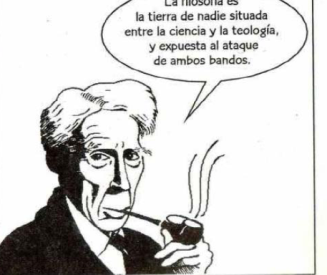 La filosofía es
la tierra de nadie situada
entre la ciencia y la teología,
y expuesta al ataque
de ambos bandos.